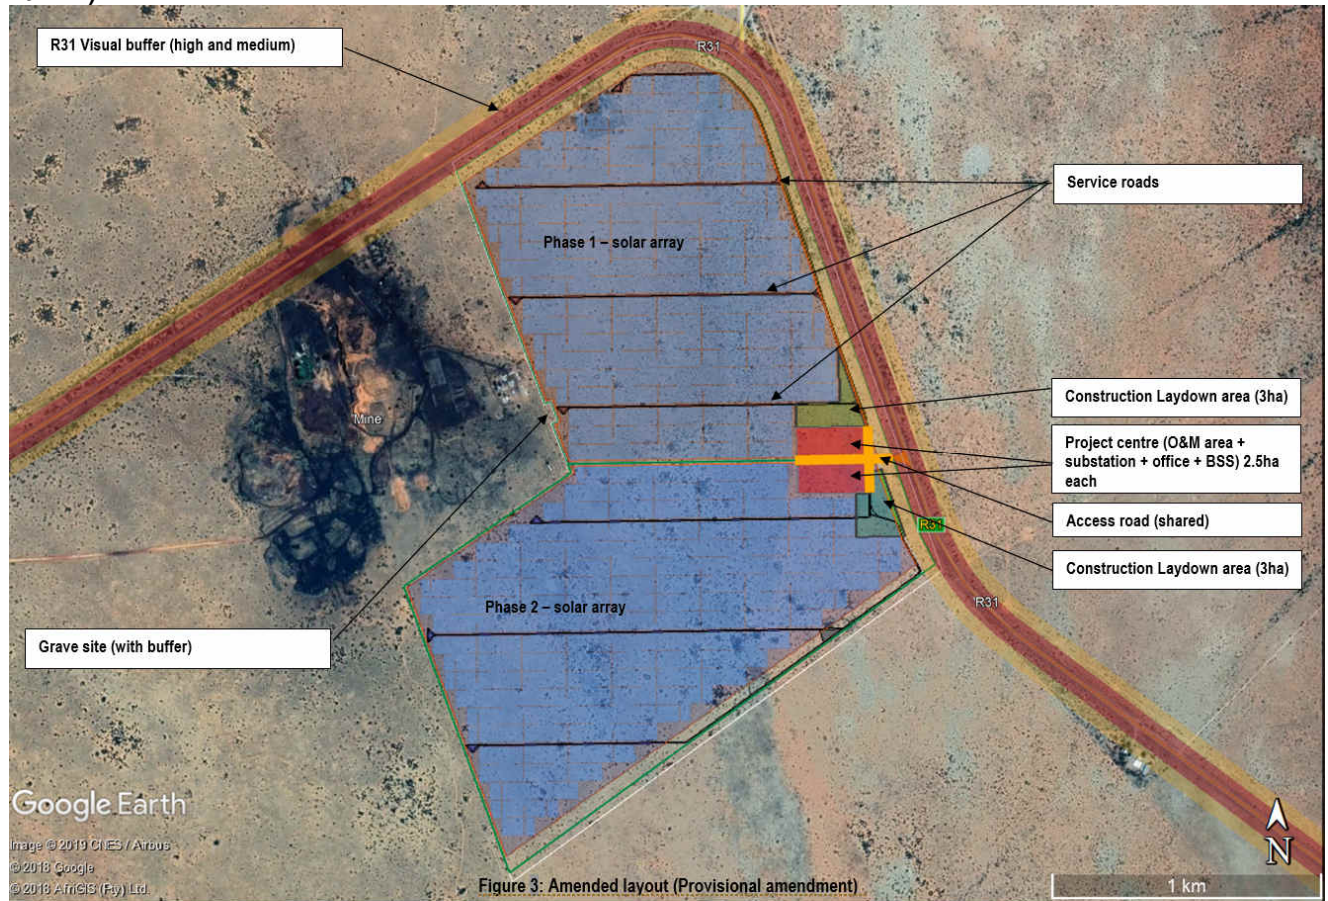 R31 Visual buffer (high and medium)
R31
Service roads
Phase 1 – solar array
Construction Laydown area (3ha)
Mine
Project centre (O&M area +
substation + office + BSS) 2.5ha
each
Access road (shared)
R31
Construction Laydown area (3ha)
Phase 2 – solar array
R31
Grave site (with buffer)
Google Earth
Image © 2019 CNES / Airbus
© 2018 Google
© 2018 AfriGIS (Pty) Ltd.
Figure 3: Amended layout (Provisional amendment)
N
1 km